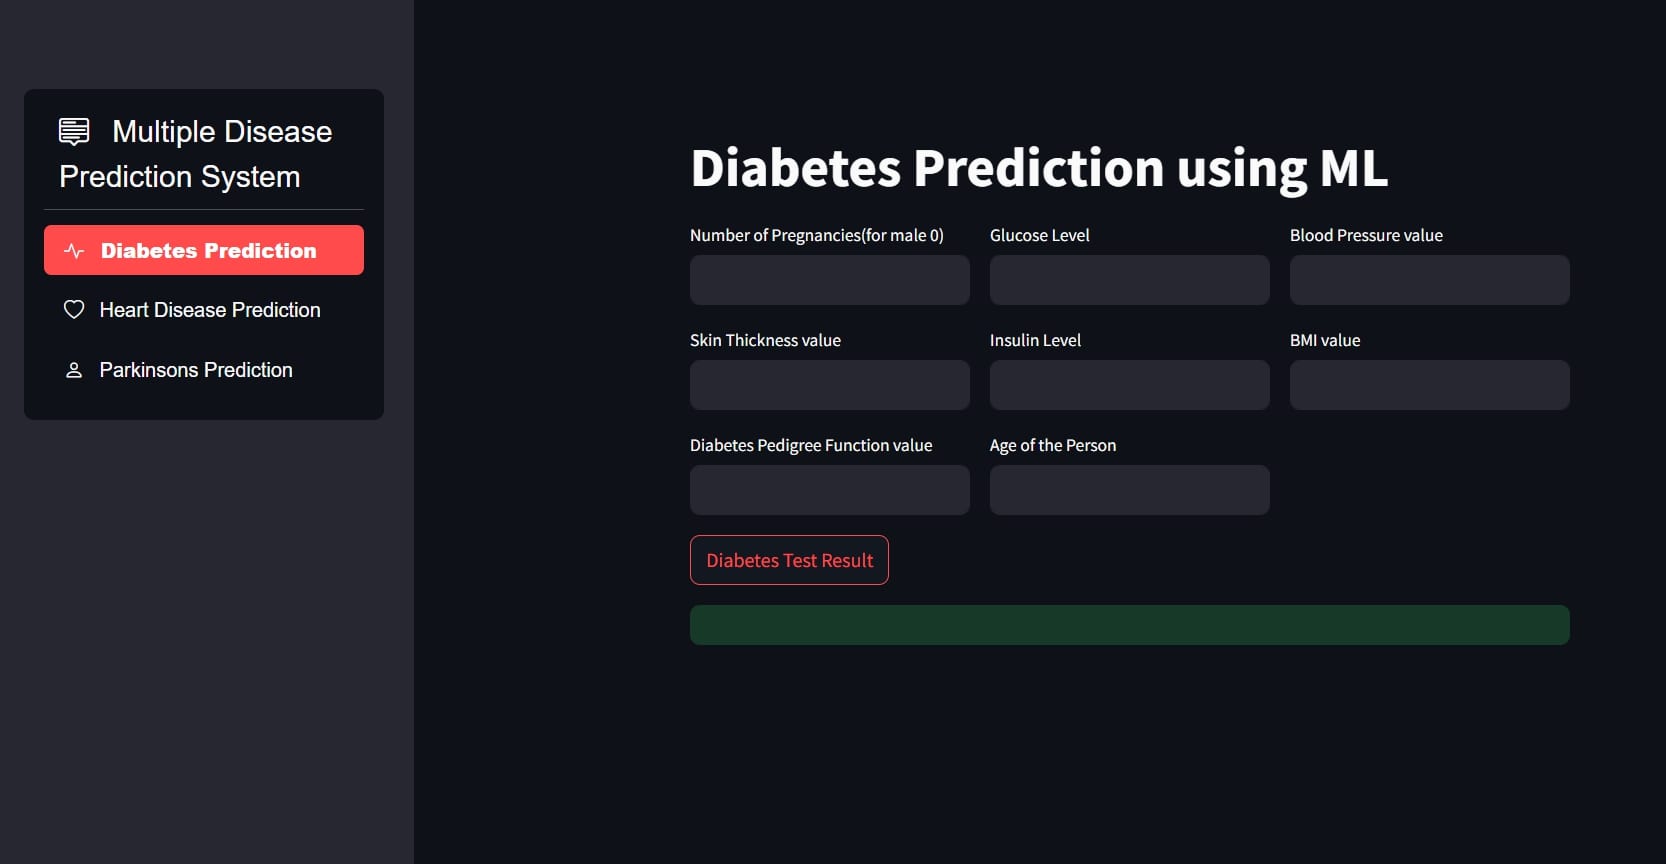 Multiple Disease
Prediction System
Diabetes Prediction
Heart Disease Prediction
Parkinsons Prediction
Diabetes Prediction using ML
Number of Pregnancies(for male 0)
Glucose Level
Blood Pressure value
Skin Thickness value
Insulin Level
BMI value
Diabetes Pedigree Function value
Age of the Person
Diabetes Test Result